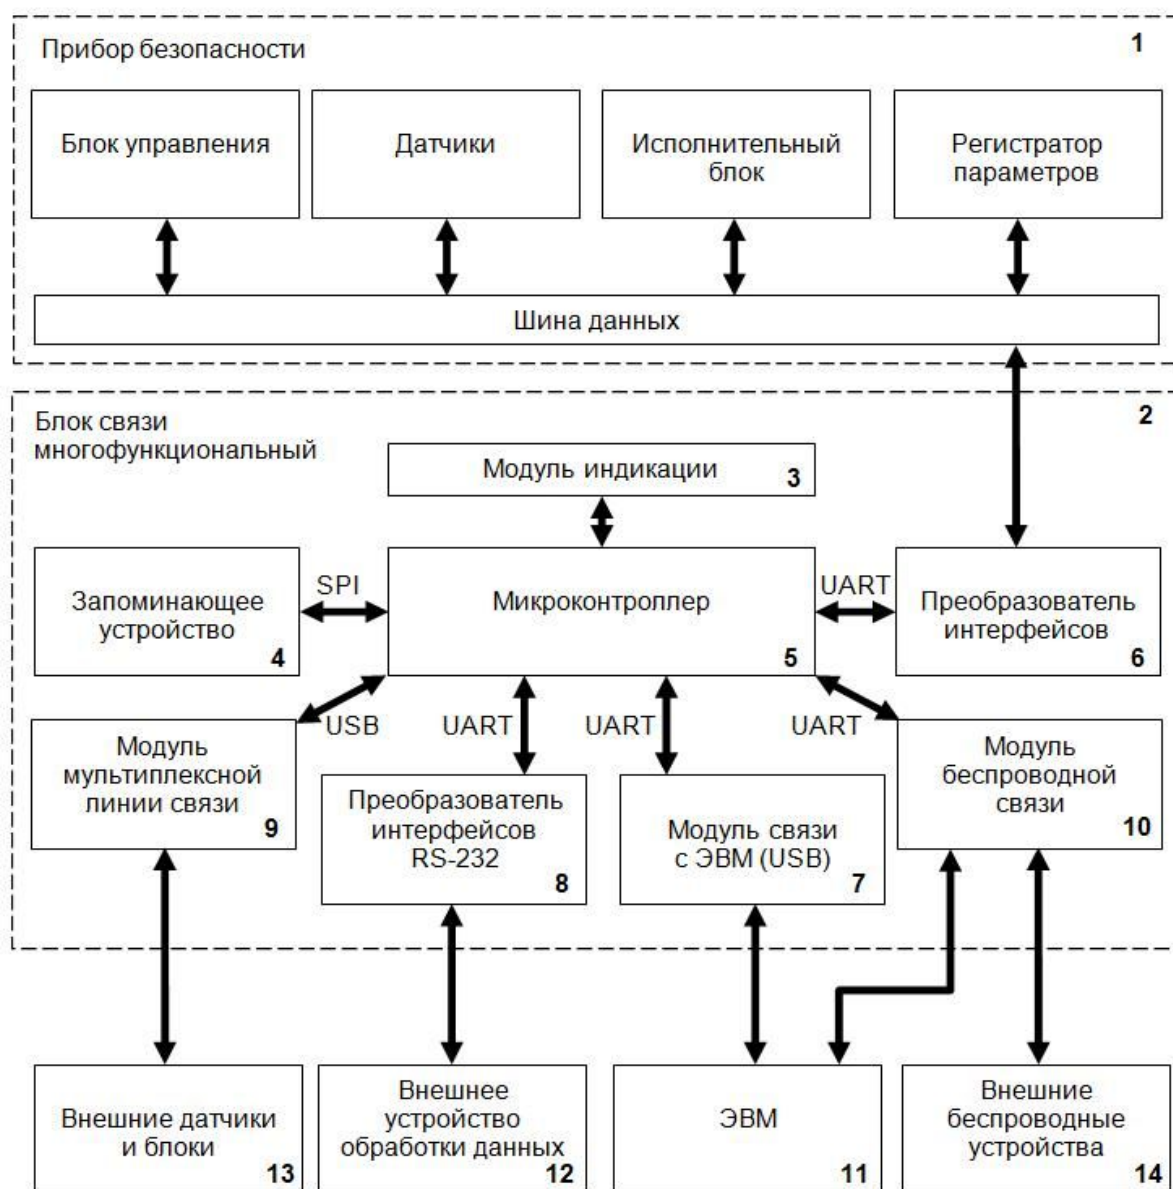 Прибор безопасности
1
Блок управления
Датчики
Исполнительный
блок
Регистратор
параметров
Шина данных
Блок связи
многофункциональный
2
Модуль индикации
3
Запоминающее
устройство
4
SPI
Микроконтроллер
5
UART
Преобразователь
интерфейсов
6
USB
UART
UART
UART
Модуль
мультиплексной
линии связи
9
Преобразователь
интерфейсов
RS-232
8
Модуль связи
с ЭВМ (USB)
7
Модуль
беспроводной
связи
10
Внешние датчики
и блоки
13
Внешнее
устройство
обработки данных
12
ЭВМ
11
Внешние
беспроводные
устройства
14